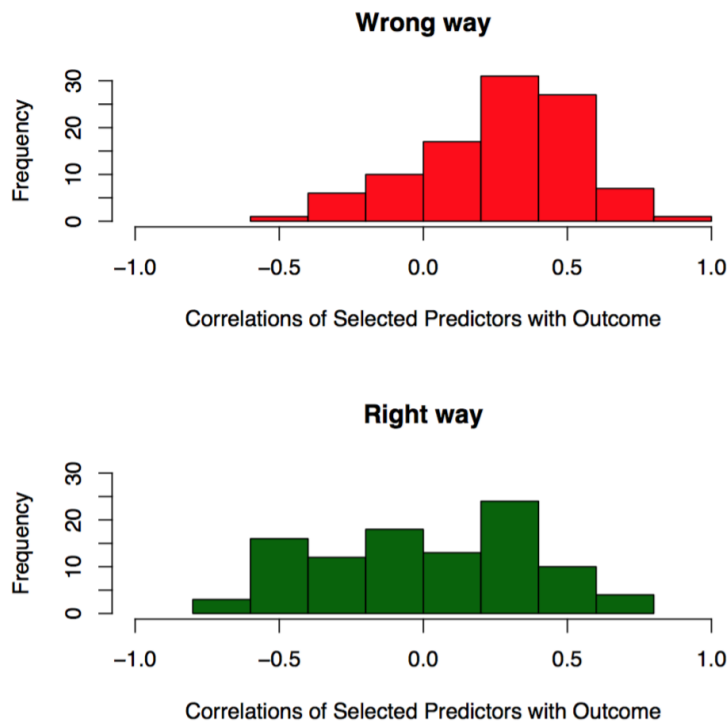 Wrong way
Frequency
30
20
10
0
−1.0 −0.5 0.0 0.5 1.0
Correlations of Selected Predictors with Outcome
Right way
Frequency
30
20
10
0
−1.0 −0.5 0.0 0.5 1.0
Correlations of Selected Predictors with Outcome